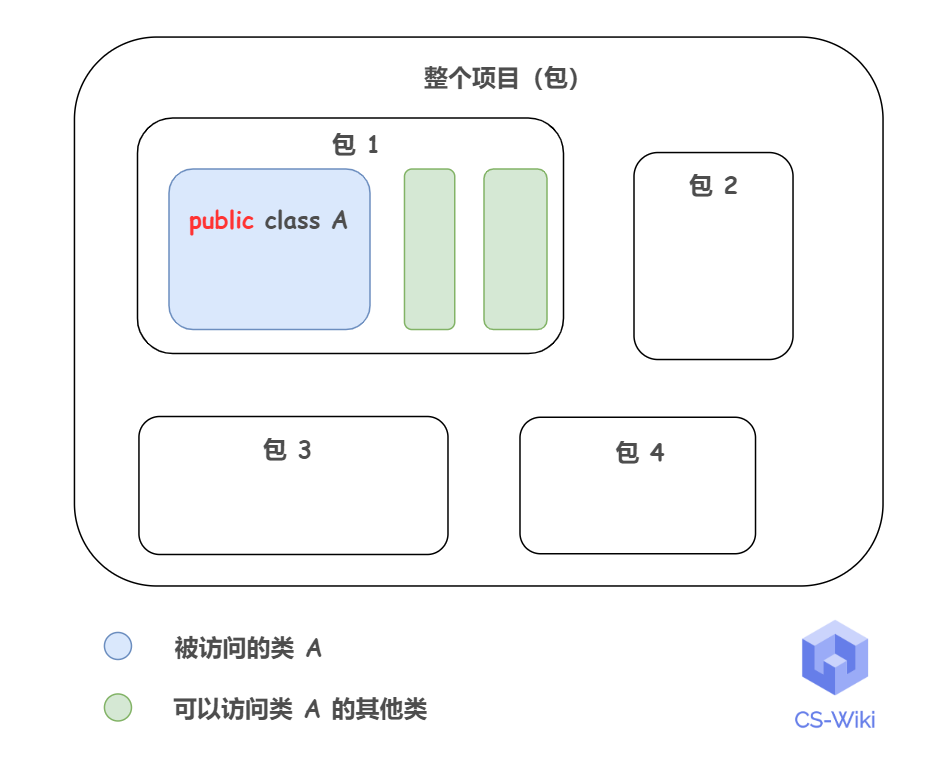 整个项目（包）
包 1
public class A
包 2
包 3
包 4
被访问的类 A
可以访问类 A 的其他类
CS-Wiki